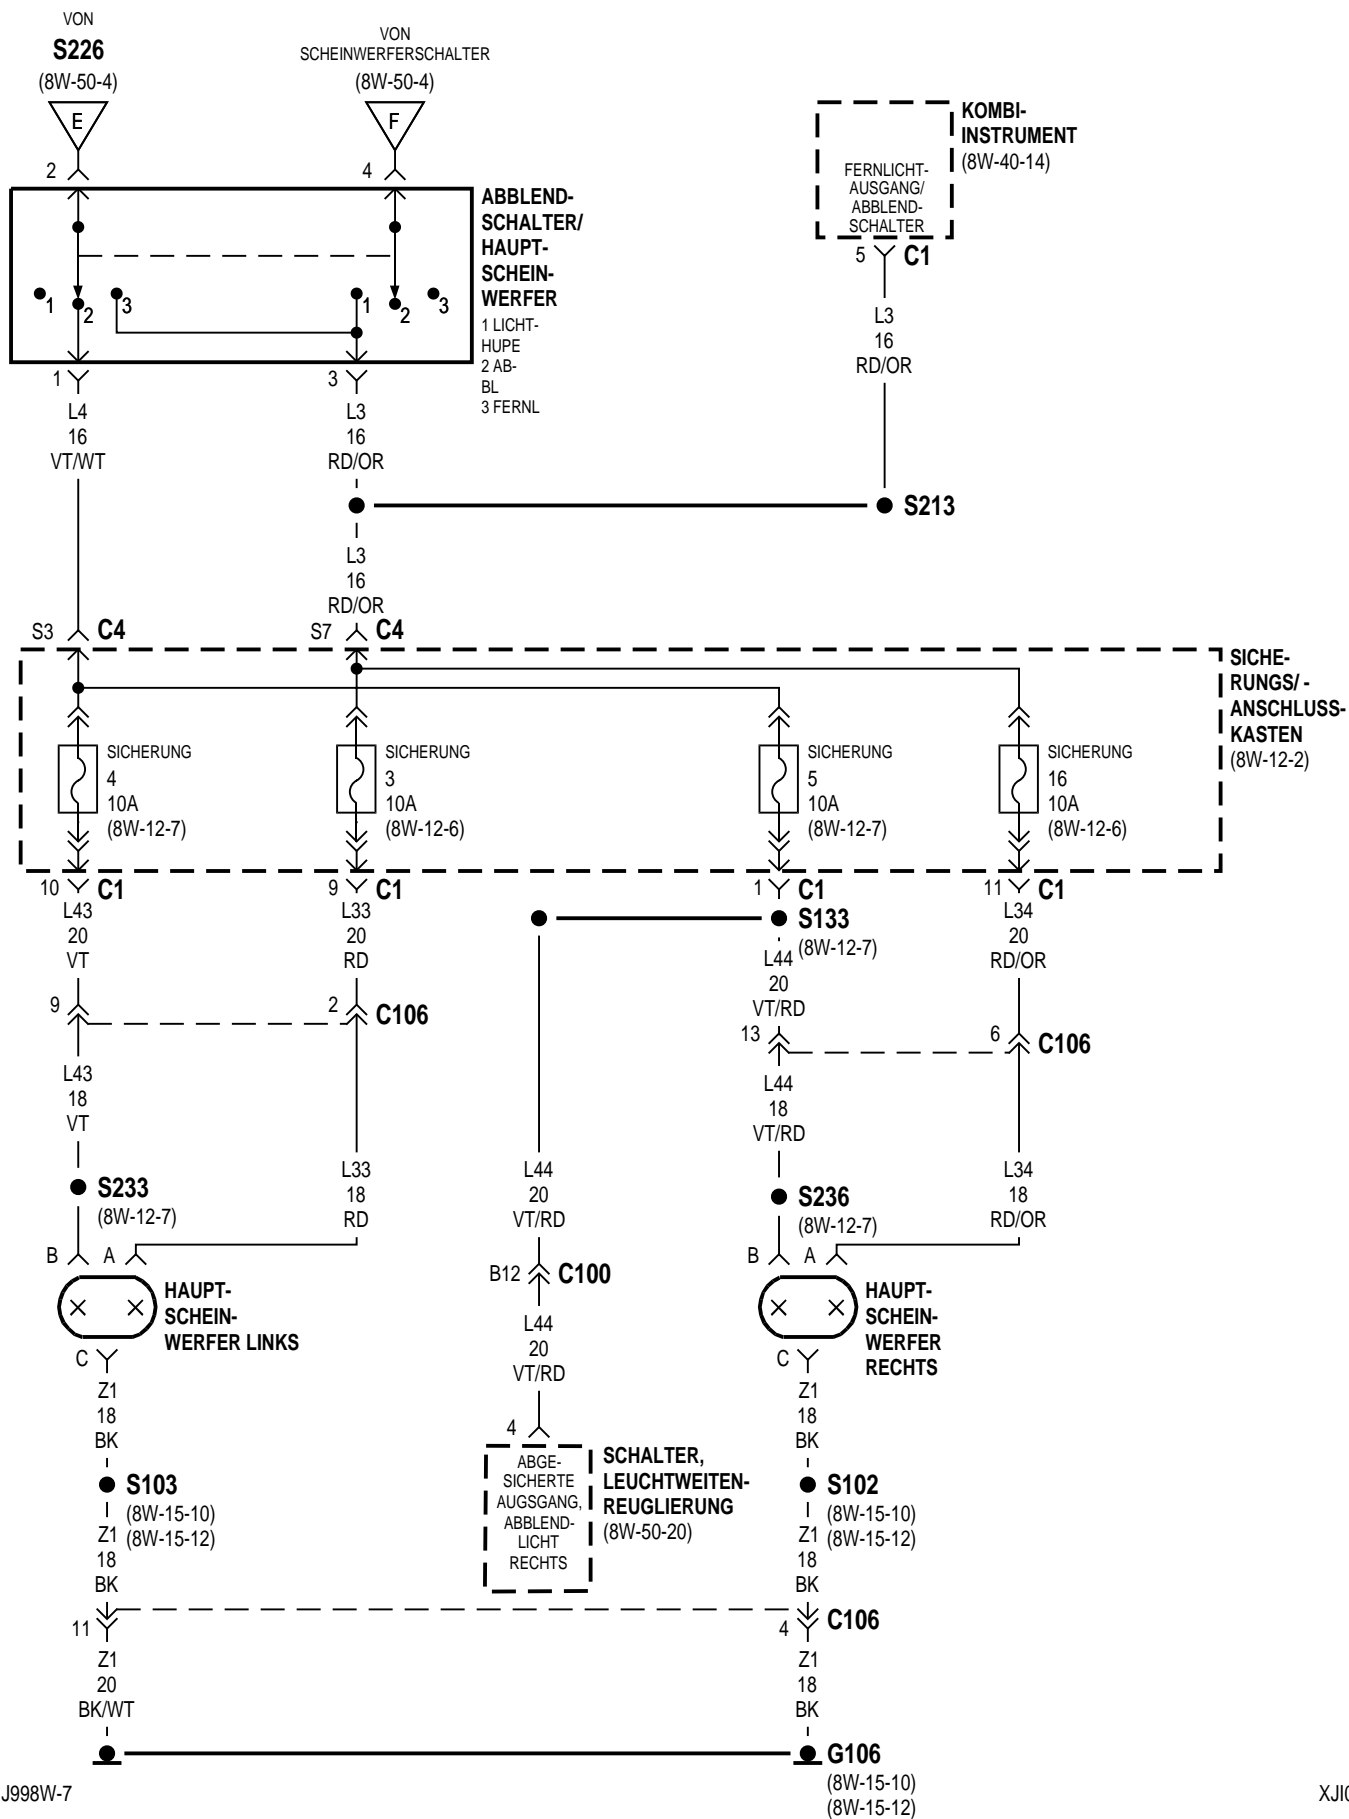 VON
S226
(8W-50-4)
E
2
VON
SCHEINWERFERSCHALTER
(8W-50-4)
F
4
KOMBI-
INSTRUMENT
(8W-40-14)
FERNLICHT-
AUSGANG/
ABBLEND-
SCHALTER
5
C1
ABBLEND-
SCHALTER/
HAUPT-
SCHEIN-
WERFER
1 LICHT-
HUPE
2 AB-
BL
3 FERNL
1
2
3
1
2
3
1
3
L4
16
VT/WT
L3
16
RD/OR
L3
16
RD/OR
S213
L3
16
RD/OR
S3
C4
S7
C4
SICHE-
RUNGS/ -
ANSCHLUSS-
KASTEN
(8W-12-2)
SICHERUNG
4
10A
(8W-12-7)
SICHERUNG
3
10A
(8W-12-6)
SICHERUNG
5
10A
(8W-12-7)
SICHERUNG
16
10A
(8W-12-6)
10
C1
9
C1
1
C1
11
C1
L43
20
VT
L33
20
RD
S133
(8W-12-7)
L44
20
VT/RD
L34
20
RD/OR
9
2
C106
13
6
C106
L43
18
VT
L44
18
VT/RD
S233
(8W-12-7)
L33
18
RD
L44
20
VT/RD
S236
(8W-12-7)
L34
18
RD/OR
B
A
B12
C100
B
A
HAUPT-
SCHEIN-
WERFER LINKS
HAUPT-
SCHEIN-
WERFER
RECHTS
L44
20
VT/RD
C
C
Z1
18
BK
Z1
18
BK
4
ABGE-
SICHERTE
AUGSGANG,
ABBLEND-
LICHT
RECHTS
SCHALTER,
LEUCHTWEITEN-
REUGLIERUNG
(8W-50-20)
S103
(8W-15-10)
(8W-15-12)
S102
(8W-15-10)
(8W-15-12)
Z1
18
BK
Z1
18
BK
11
4
C106
Z1
20
BK/WT
Z1
18
BK
G106
(8W-15-10)
(8W-15-12)
J998W-7